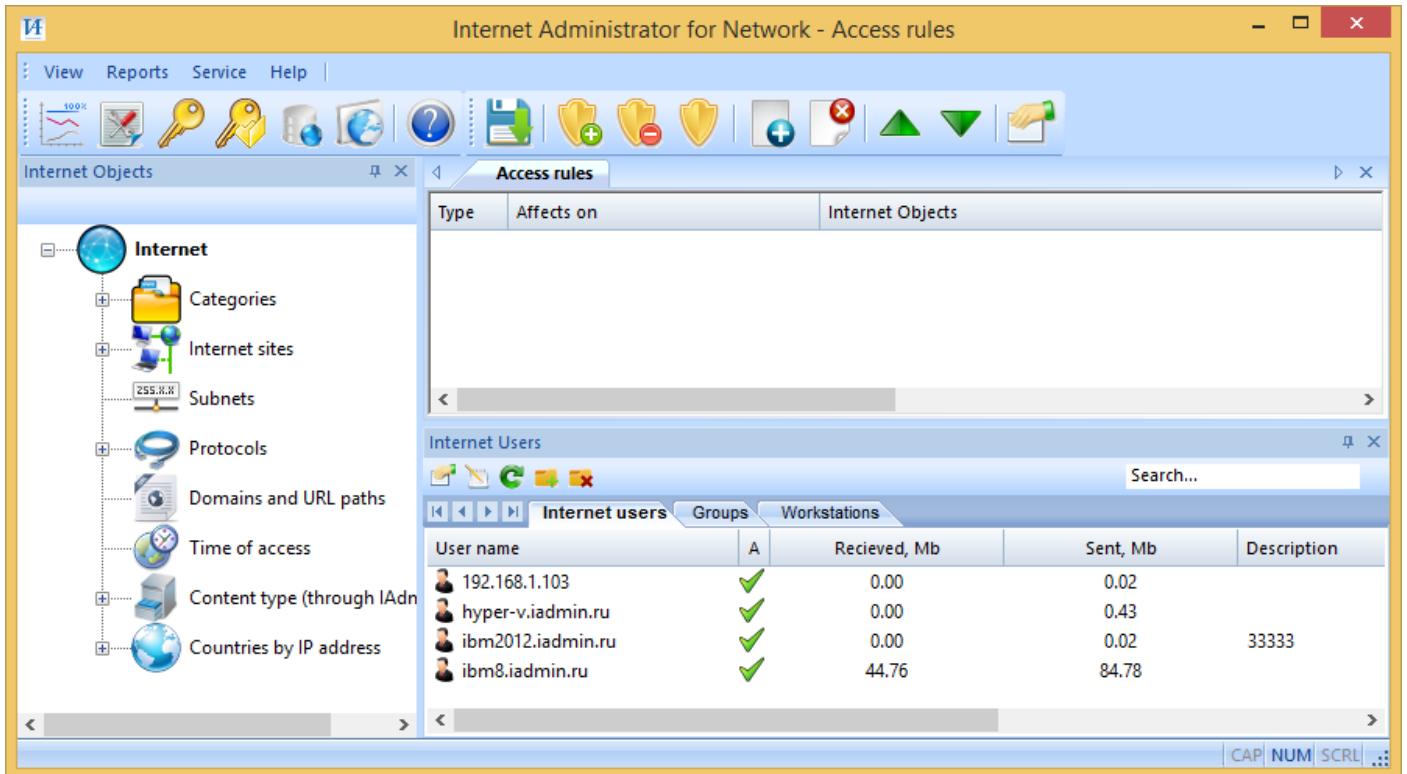 Internet Administrator for Network - Access rules
View Reports Service Help
100%
Internet Objects
Access rules
Type Affects on Internet Objects
Internet
Categories
Internet sites
255.X.X Subnets
Protocols
Domains and URL paths
Time of access
Content type (through IAdn
Countries by IP address
Internet Users
Search...
Internet users Groups Workstations
User name A Recieved, Mb Sent, Mb Description
192.168.1.103 0.00 0.02
hyper-v.iadmin.ru 0.00 0.43
ibm2012.iadmin.ru 0.00 0.02 33333
ibm8.iadmin.ru 44.76 84.78
CAP NUM SCRL